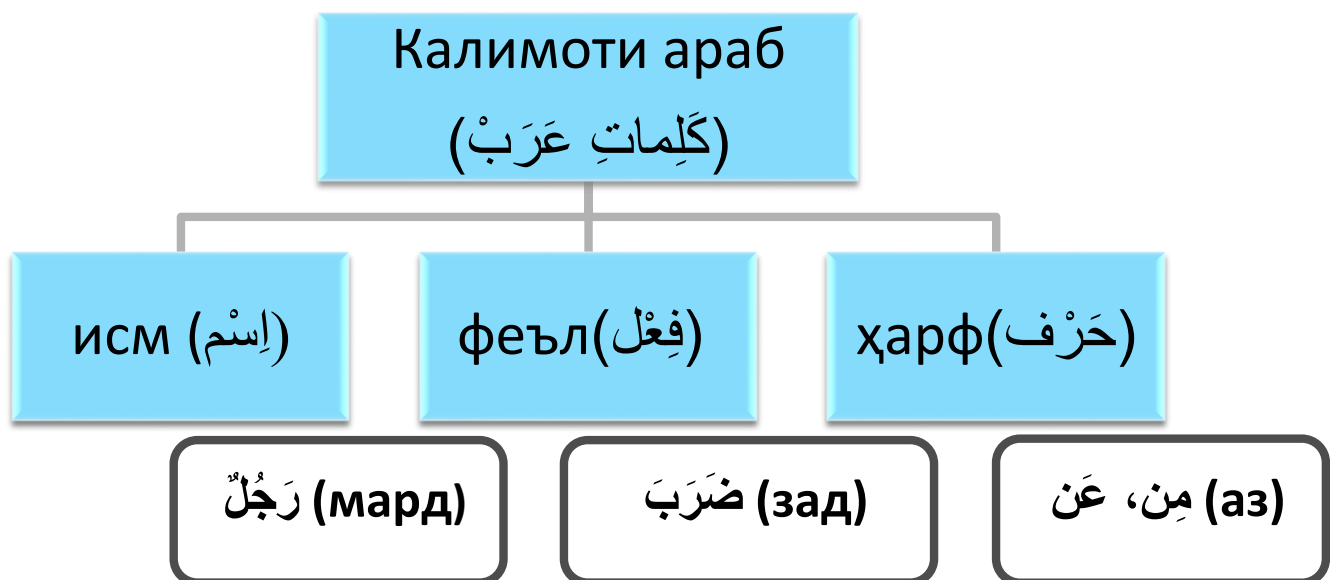 Калимоти араб
(كَلِماتِ عَرَبْ)
исм (اِسْم)
феъл(فِعْل)
ҳарф(حَرْف)
رَجُلٌ (мард)
ضَرَبَ (зад)
مِن، عَن (аз)